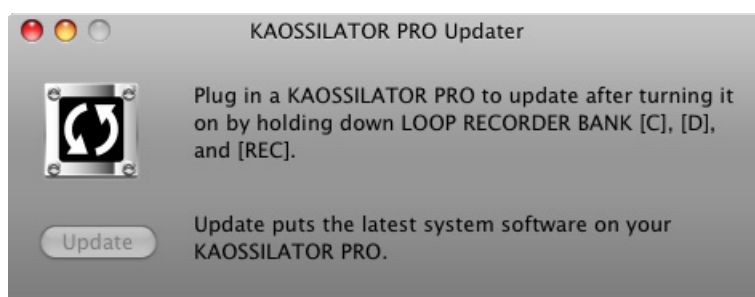 KAOSSILATOR PRO Updater
Plug in a KAOSSILATOR PRO to update after turning it
on by holding down LOOP RECORDER BANK [C], [D],
and [REC].
Update puts the latest system software on your
Update
KAOSSILATOR PRO.